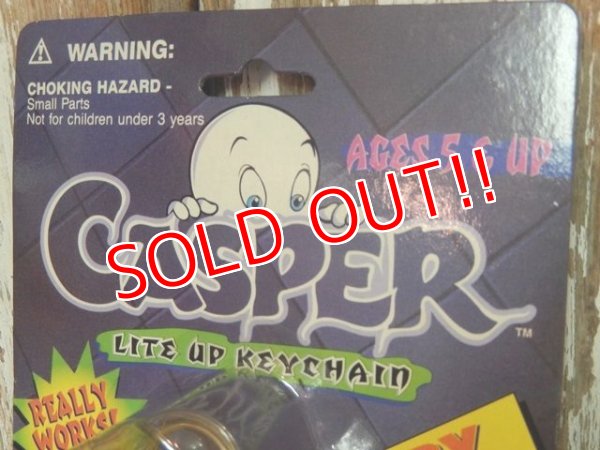 WARNING:
CHOKING HAZARD -
Small Parts
Not for children under 3 years
AGES 5 & UP
SOLD OUT!!
CASPER
TM
LITE UP KEYCHAIN
REALLY
WORKS!